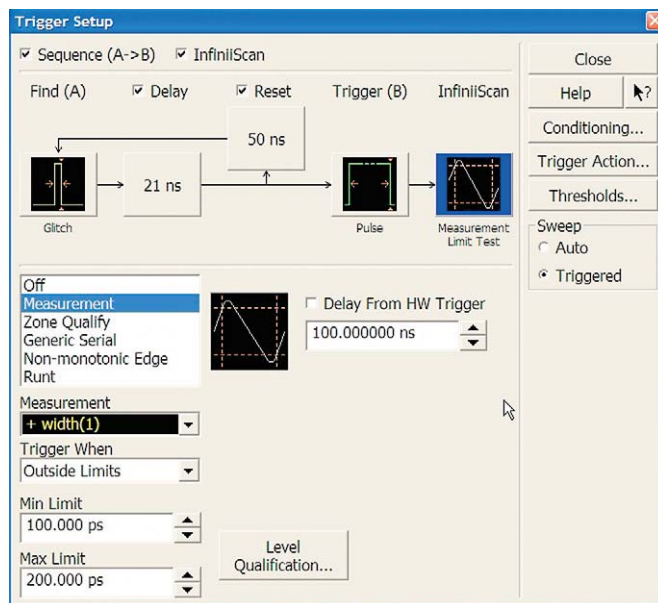 Trigger Setup
Sequence (A->B) InfiniiScan
Find (A) Delay Reset Trigger (B) InfiniiScan
50 ns
21 ns
Glitch
Pulse
Measurement
Limit Test
Off
Measurement
Zone Qualify
Generic Serial
Non-monotonic Edge
Runt
Delay From HW Trigger
100.000000 ns
Measurement
+ width(1)
Trigger When
Outside Limits
Min Limit
100.000 ps
Max Limit
200.000 ps
Level
Qualification...
Close
Help ?
Conditioning...
Trigger Action...
Thresholds...
Sweep
Auto
Triggered